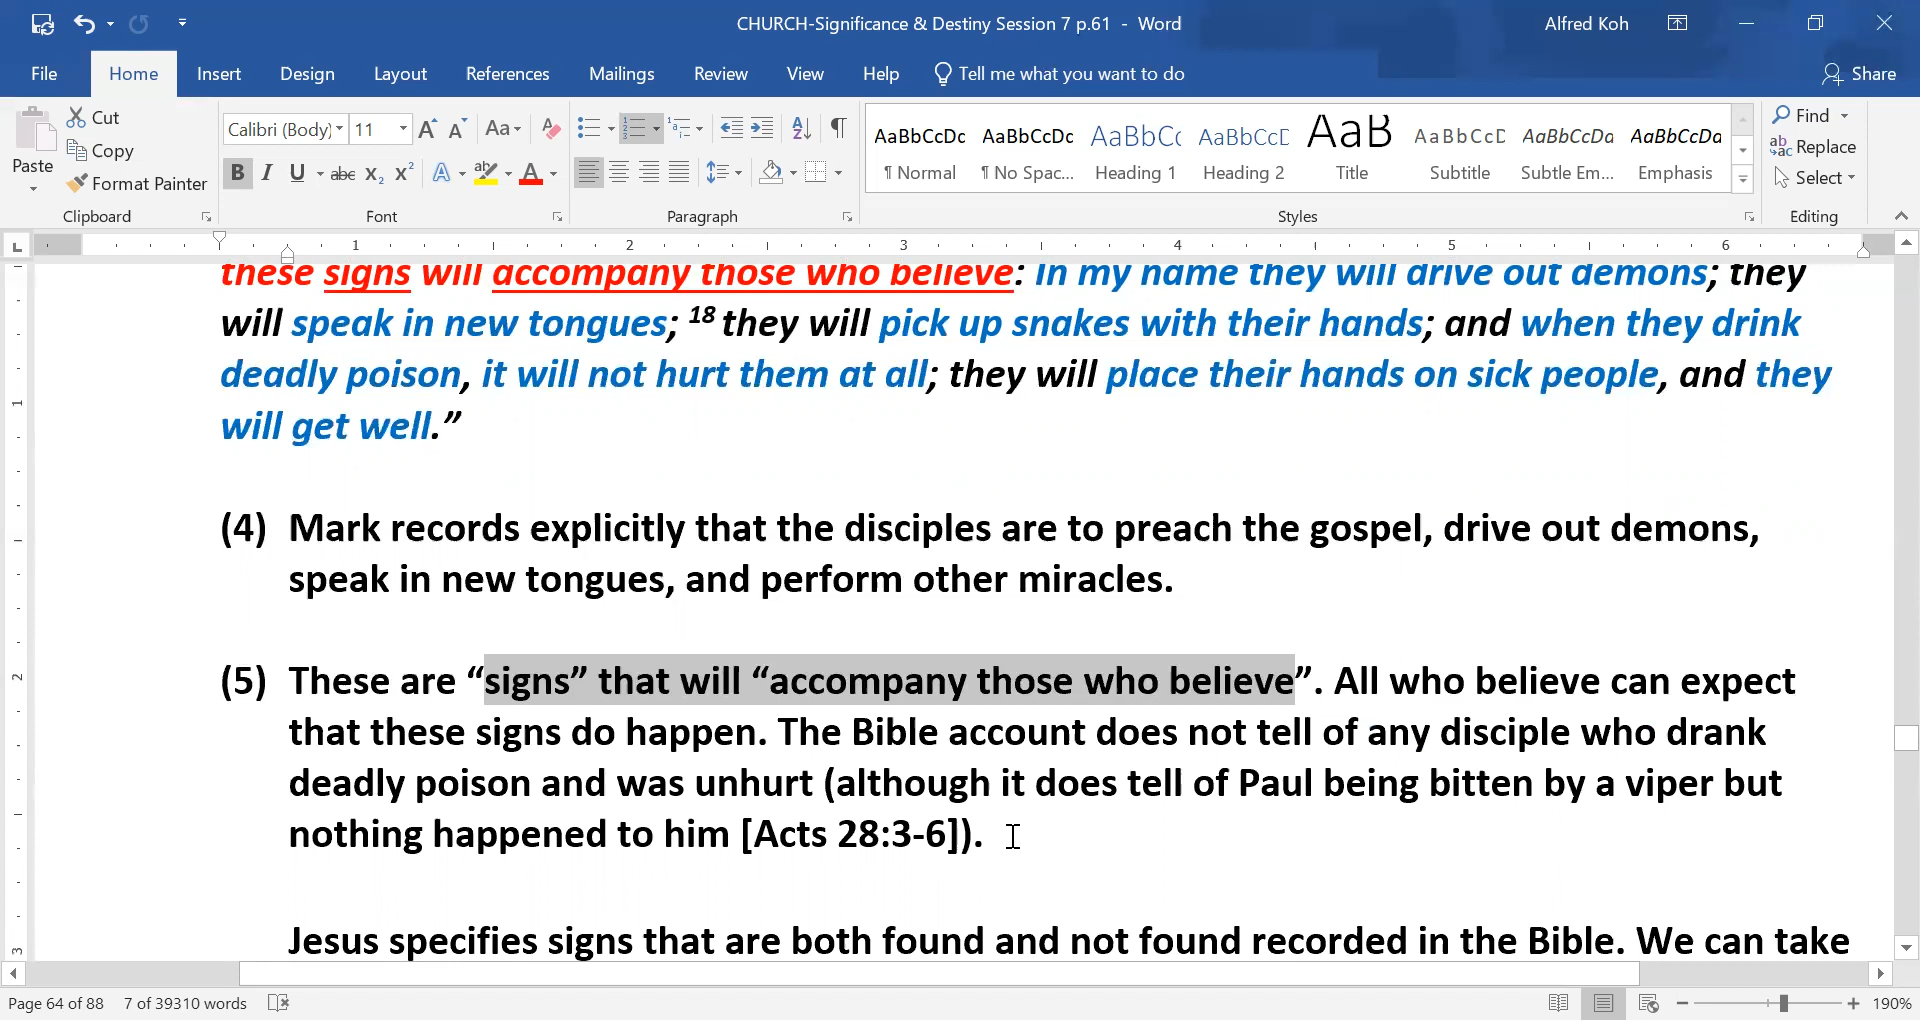 CHURCH-Significance & Destiny Session 7 p.61 - Word
Alfred Koh
File Home Insert Design Layout References Mailings Review View Help Tell me what you want to do Share
Paste
Cut
Copy
Format Painter
Clipboard
Calibri (Body) 11
Font
Paragraph
AaBbCcDc AaBbCcDc AaBbCc AaBbCcE AaB AaBbCcD AaBbCcDa AaBbCcDa
¶ Normal ¶ No Spac... Heading 1 Heading 2 Title Subtitle Subtle Em... Emphasis
Styles
Find
Replace
Select
Editing
1 2 3 4 5 6
these signs will accompany those who believe: In my name they will drive out demons; they
will speak in new tongues; 18 they will pick up snakes with their hands; and when they drink
deadly poison, it will not hurt them at all; they will place their hands on sick people, and they
will get well.”
(4) Mark records explicitly that the disciples are to preach the gospel, drive out demons,
speak in new tongues, and perform other miracles.
(5) These are “signs” that will “accompany those who believe”. All who believe can expect
that these signs do happen. The Bible account does not tell of any disciple who drank
deadly poison and was unhurt (although it does tell of Paul being bitten by a viper but
nothing happened to him [Acts 28:3-6]).
Jesus specifies signs that are both found and not found recorded in the Bible. We can take
Page 64 of 88 7 of 39310 words 190%